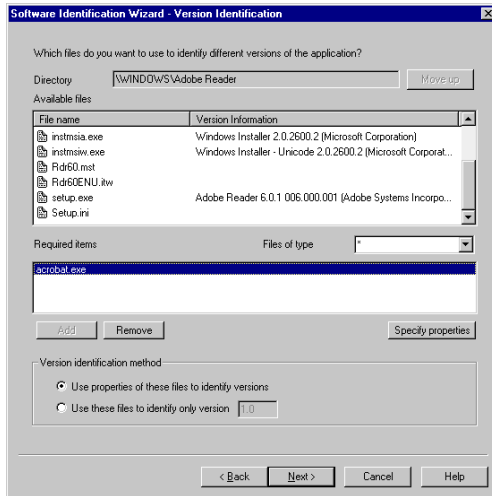 Software Identification Wizard - Version Identification
Which files do you want to use to identify different versions of the application?
Directory \WINDOWS\Adobe Reader Move up
Available files
File name Version Information
instmsia.exe Windows Installer 2.0.2600.2 (Microsoft Corporation)
instmsiw.exe Windows Installer - Unicode 2.0.2600.2 (Microsoft Corporat...
Rdr60.mst
Rdr60ENU.itw
setup.exe Adobe Reader 6.0.1 006.000.001 (Adobe Systems Incorpo...
Setup.ini
Required items Files of type *
acrobat.exe
Add Remove Specify properties
Version identification method
Use properties of these files to identify versions
Use these files to identify only version 1.0
< Back Next > Cancel Help